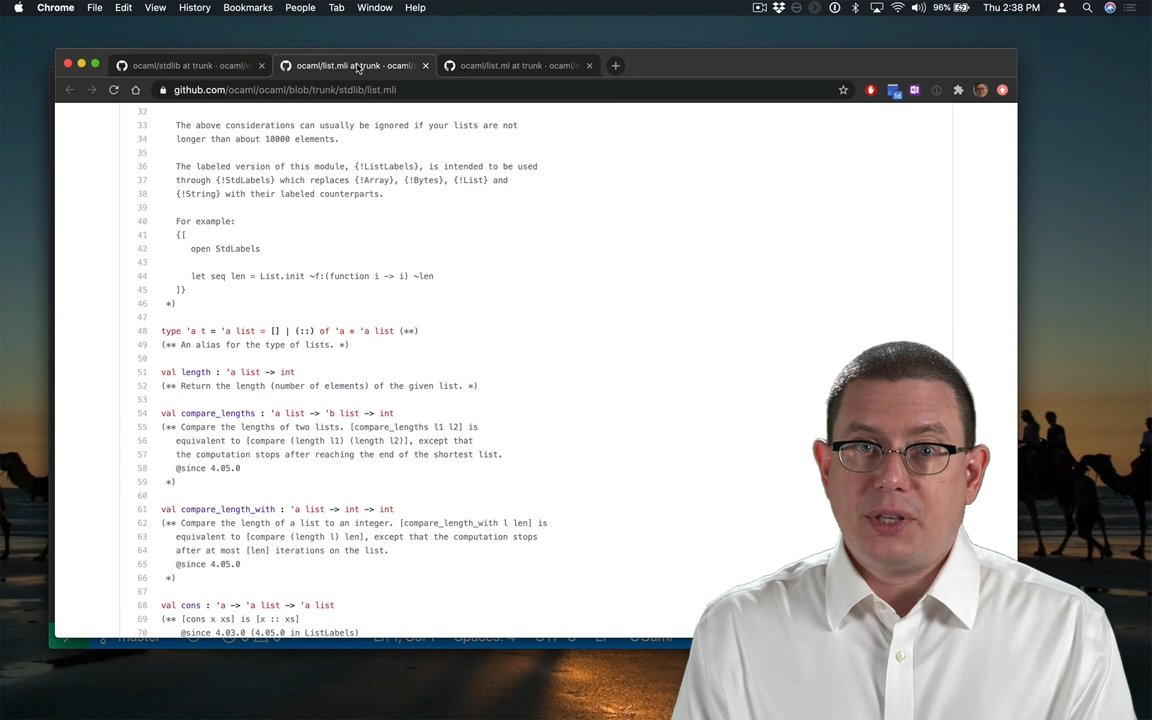 Chrome File Edit View History Bookmarks People Tab Window Help 96% Thu 2:38 PM
ocaml/stdlib at trunk · ocaml/o ocaml/list.mli at trunk · ocaml/ ocaml/list.ml at trunk · ocaml/o
github.com/ocaml/ocaml/blob/trunk/stdlib/list.mli
32
33 The above considerations can usually be ignored if your lists are not
34 longer than about 10000 elements.
35
36 The labeled version of this module, {!ListLabels}, is intended to be used
37 through {!StdLabels} which replaces {!Array}, {!Bytes}, {!List} and
38 {!String} with their labeled counterparts.
39
40 For example:
41 {[
42 open StdLabels
43
44 let seq len = List.init ~f:(function i -> i) ~len
45 ]}
46 *)
47
48 type 'a t = 'a list = [] | (::) of 'a * 'a list (**)
49 (** An alias for the type of lists. *)
50
51 val length : 'a list -> int
52 (** Return the length (number of elements) of the given list. *)
53
54 val compare_lengths : 'a list -> 'b list -> int
55 (** Compare the lengths of two lists. [compare_lengths l1 l2] is
56 equivalent to [compare (length l1) (length l2)], except that
57 the computation stops after reaching the end of the shortest list.
58 @since 4.05.0
59 *)
60
61 val compare_length_with : 'a list -> int -> int
62 (** Compare the length of a list to an integer. [compare_length_with l len] is
63 equivalent to [compare (length l) len], except that the computation stops
64 after at most [len] iterations on the list.
65 @since 4.05.0
66 *)
67
68 val cons : 'a -> 'a list -> 'a list
69 (** [cons x xs] is [x :: xs]
70 @since 4.03.0 (4.05.0 in ListLabels)